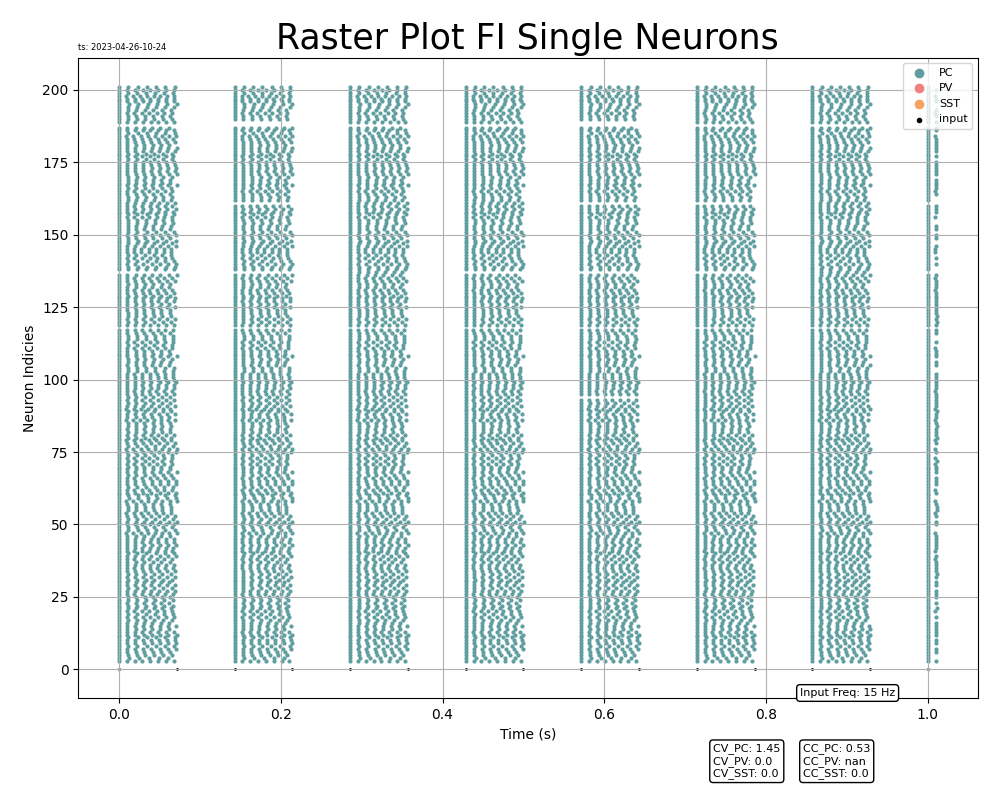 Raster Plot FI Single Neurons
ts: 2023-04-26-10-24
PC
PV
SST
input
200
175
150
125
100
75
50
25
0
Neuron Indicies
0.0 0.2 0.4 0.6 0.8 1.0
Time (s)
Input Freq: 15 Hz
CV_PC: 1.45
CV_PV: 0.0
CV_SST: 0.0
CC_PC: 0.53
CC_PV: nan
CC_SST: 0.0